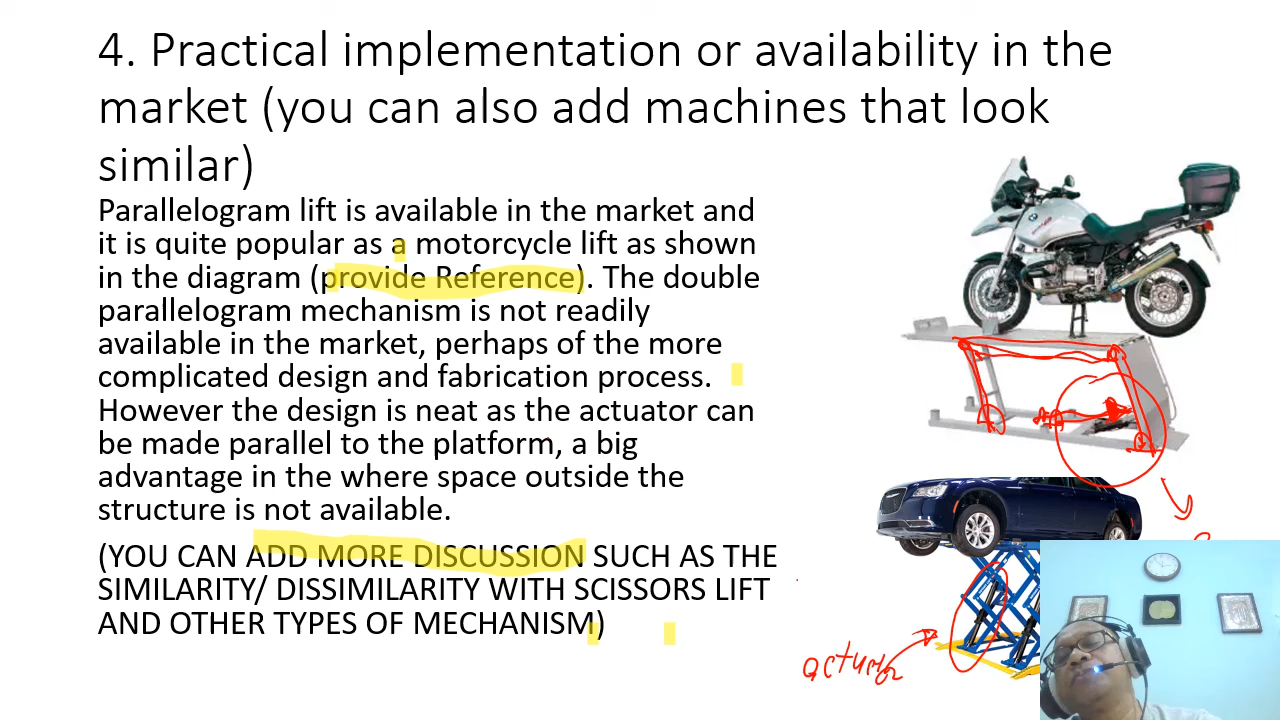 4. Practical implementation or availability in the
market (you can also add machines that look
similar)
Parallelogram lift is available in the market and
it is quite popular as a motorcycle lift as shown
in the diagram (provide Reference). The double
parallelogram mechanism is not readily
available in the market, perhaps of the more
complicated design and fabrication process.
However the design is neat as the actuator can
be made parallel to the platform, a big
advantage in the where space outside the
structure is not available.
(YOU CAN ADD MORE DISCUSSION SUCH AS THE
SIMILARITY/ DISSIMILARITY WITH SCISSORS LIFT
AND OTHER TYPES OF MECHANISM)
actuator